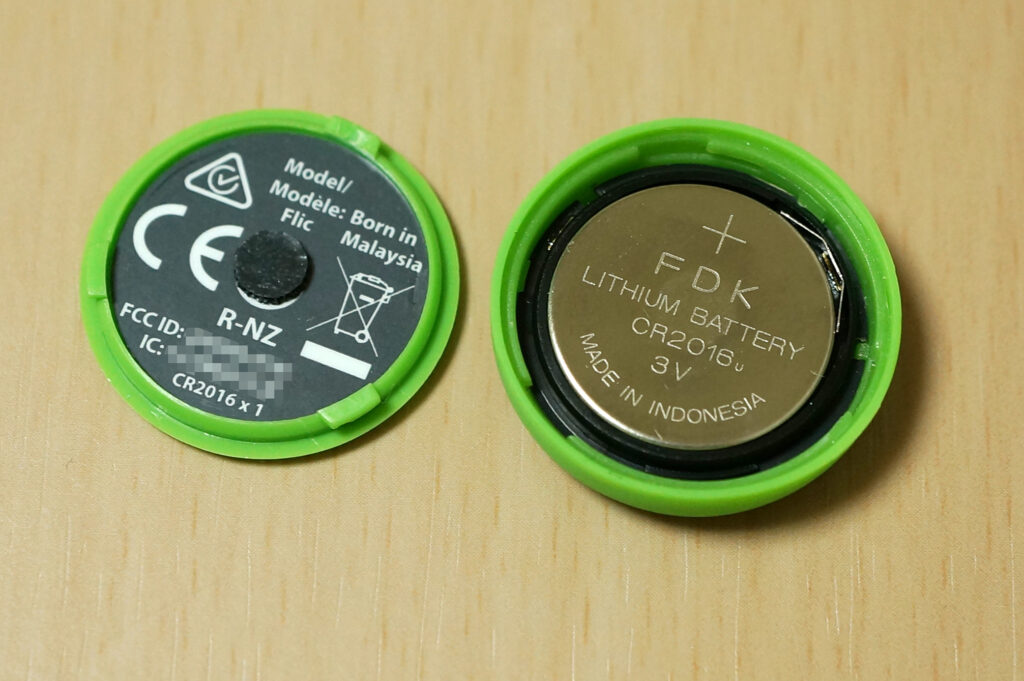 Model/
Modèle: Born in
Flic Malaysia
CE
R-NZ
FCC ID:
IC:
CR2016 x 1
+
FDK
LITHIUM BATTERY
CR2016 U
3V
MADE IN INDONESIA